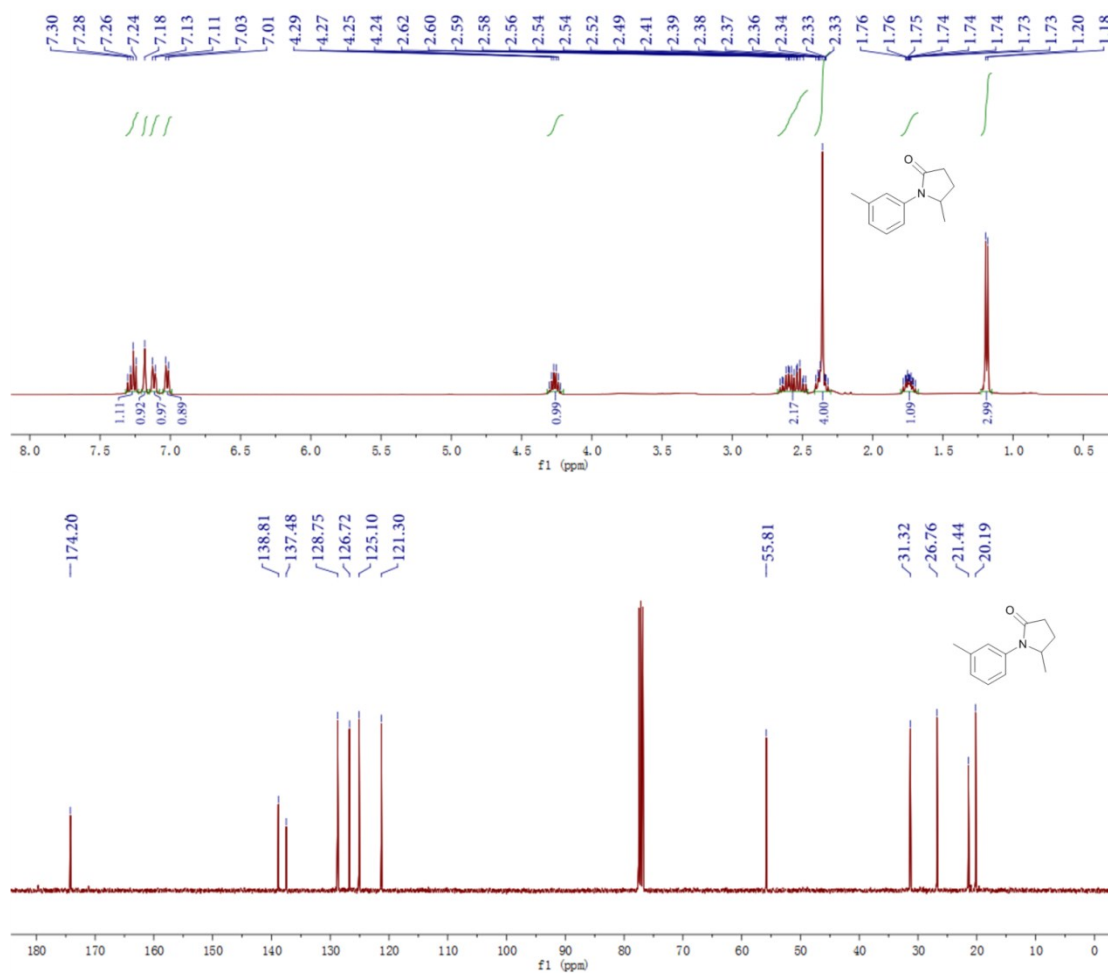 7.30 7.28 7.26 7.24 7.18 7.13 7.11 7.03 7.01 4.29 4.27 4.25 4.24 2.62 2.60 2.59 2.58 2.56 2.54 2.54 2.52 2.49 2.41 2.39 2.38 2.37 2.36 2.34 2.33 2.33 1.76 1.76 1.75 1.74 1.74 1.74 1.73 1.73 1.20 1.18
O
N
1.11 0.92 0.97 0.89 0.99 2.17 4.00 1.09 2.99
8.0 7.5 7.0 6.5 6.0 5.5 5.0 4.5 4.0 3.5 3.0 2.5 2.0 1.5 1.0 0.5
f1 (ppm)
174.20 138.81 137.48 128.75 126.72 125.10 121.30 55.81 31.32 26.76 21.44 20.19
O
N
180 170 160 150 140 130 120 110 100 90 80 70 60 50 40 30 20 10 0
f1 (ppm)